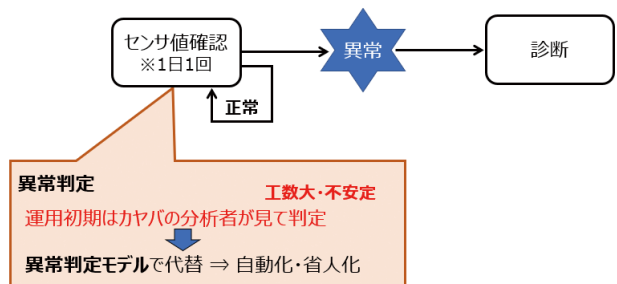 センサ値確認
※1日1回
異常
診断
正常
異常判定
工数大・不安定
運用初期はカヤバの分析者が見て判定
異常判定モデルで代替 ⇒ 自動化・省人化